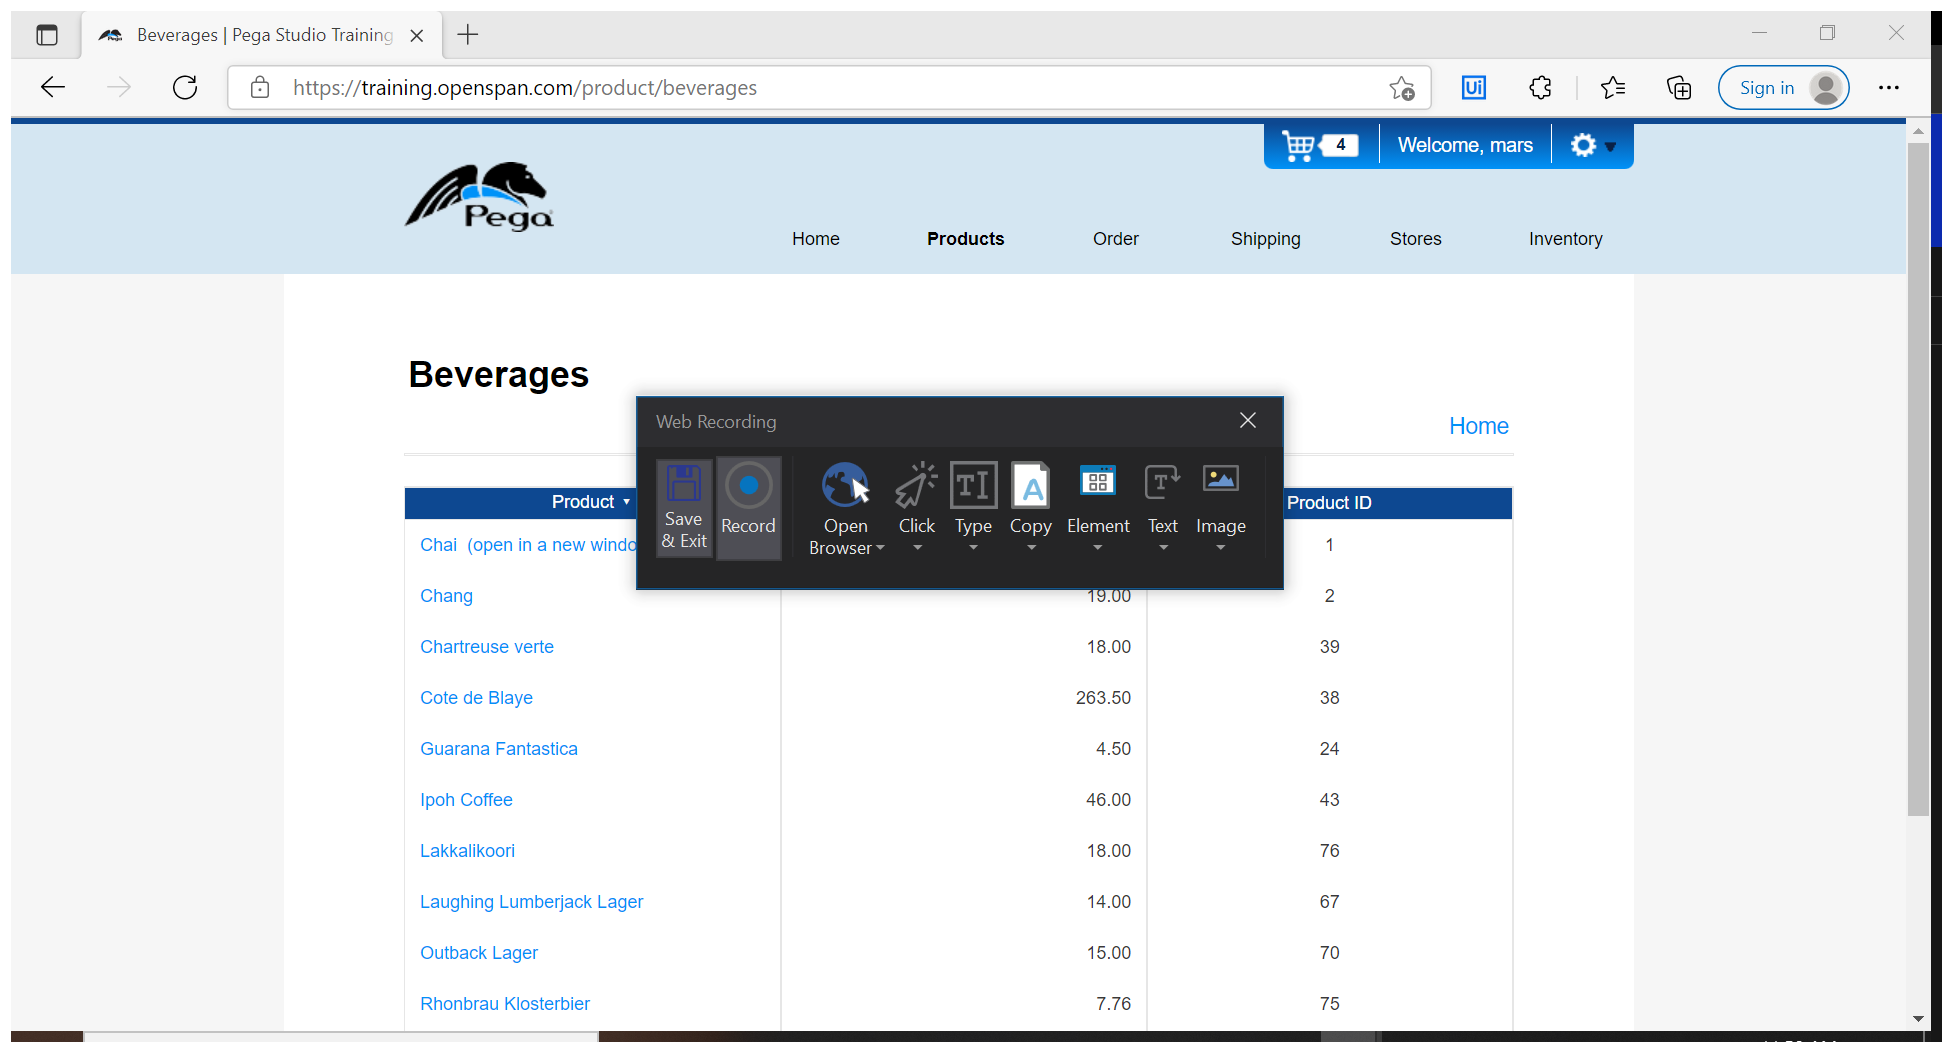 Beverages | Pega Studio Training
https://training.openspan.com/product/beverages
Ui
Sign in
4
Welcome, mars
Pega
Home Products Order Shipping Stores Inventory
Beverages
Web Recording
Home
Save & Exit
Record
Open Browser
Click
Type
Copy
Element
Text
Image
Product Product ID
Chai (open in a new windo 1
Chang 19.00 2
Chartreuse verte 18.00 39
Cote de Blaye 263.50 38
Guarana Fantastica 4.50 24
Ipoh Coffee 46.00 43
Lakkalikoori 18.00 76
Laughing Lumberjack Lager 14.00 67
Outback Lager 15.00 70
Rhonbrau Klosterbier 7.76 75